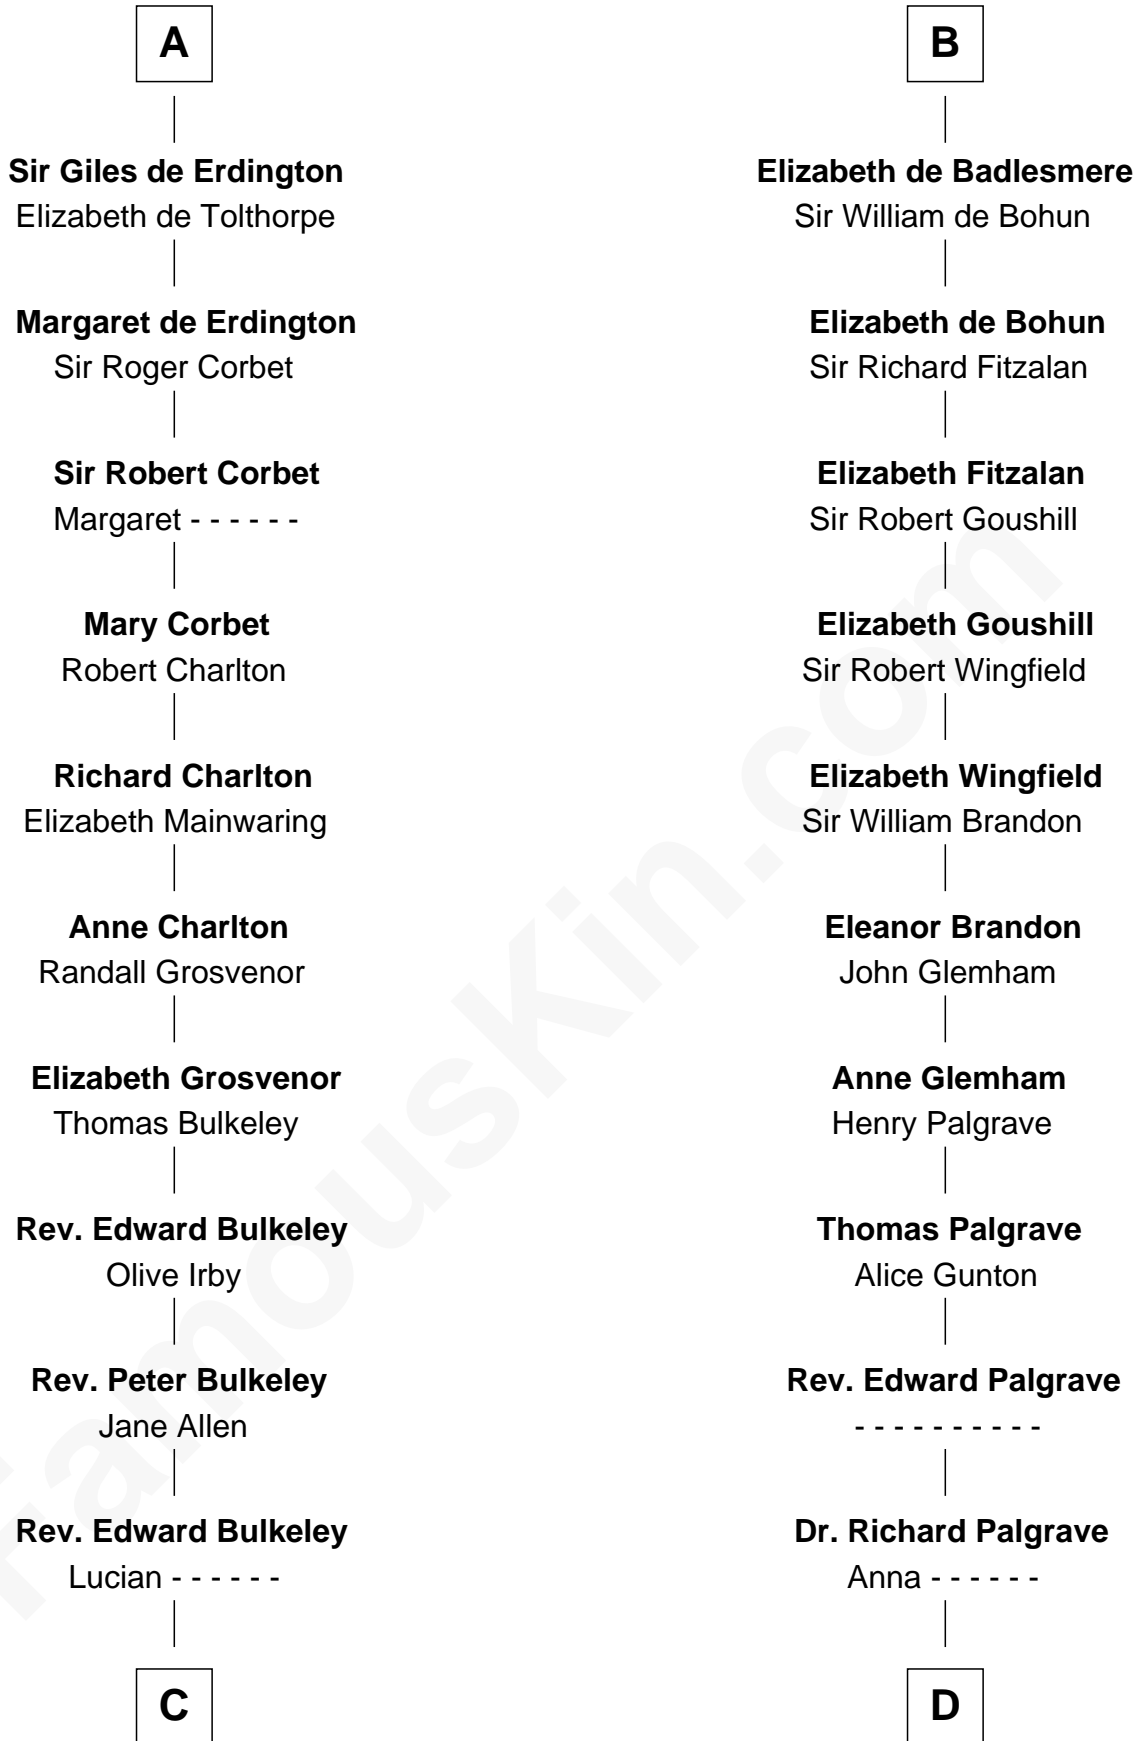 A
Sir Giles de Erdington
Elizabeth de Tolthorpe
Margaret de Erdington
Sir Roger Corbet
Sir Robert Corbet
Margaret - - - - - -
Mary Corbet
Robert Charlton
Richard Charlton
Elizabeth Mainwaring
Anne Charlton
Randall Grosvenor
Elizabeth Grosvenor
Thomas Bulkeley
Rev. Edward Bulkeley
Olive Irby
Rev. Peter Bulkeley
Jane Allen
Rev. Edward Bulkeley
Lucian - - - - - -
C
B
Elizabeth de Badlesmere
Sir William de Bohun
Elizabeth de Bohun
Sir Richard Fitzalan
Elizabeth Fitzalan
Sir Robert Goushill
Elizabeth Goushill
Sir Robert Wingfield
Elizabeth Wingfield
Sir William Brandon
Eleanor Brandon
John Glemham
Anne Glemham
Henry Palgrave
Thomas Palgrave
Alice Gunton
Rev. Edward Palgrave
- - - - - - - - - -
Dr. Richard Palgrave
Anna - - - - - -
D
FamousKin.com